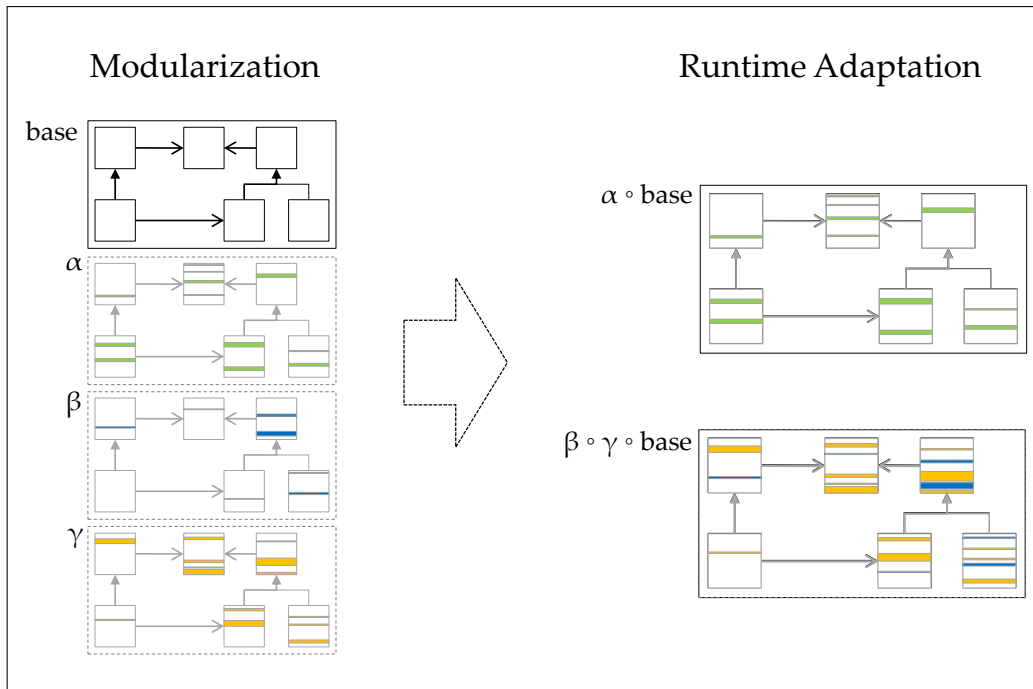 Modularization
Runtime Adaptation
base
α
β
γ
α ∘ base
β ∘ γ ∘ base